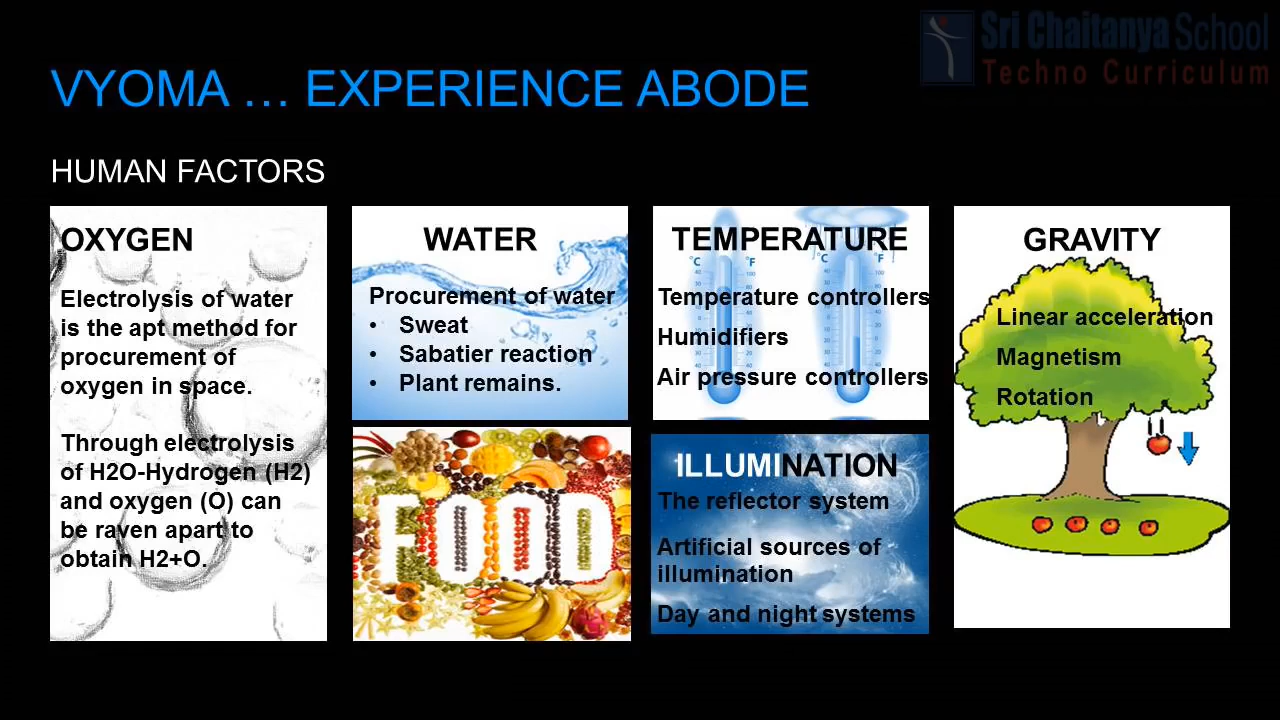 Sri Chaitanya School
Techno Curriculum
VYOMA … EXPERIENCE ABODE
HUMAN FACTORS
OXYGEN
Electrolysis of water
is the apt method for
procurement of
oxygen in space.
Through electrolysis
of H2O-Hydrogen (H2)
and oxygen (O) can
be raven apart to
obtain H2+O.
WATER
Procurement of water
• Sweat
• Sabatier reaction
• Plant remains.
FOOD
TEMPERATURE
°C °F °C °F
Temperature controllers
Humidifiers
Air pressure controllers
ILLUMINATION
The reflector system
Artificial sources of
illumination
Day and night systems
GRAVITY
Linear acceleration
Magnetism
Rotation